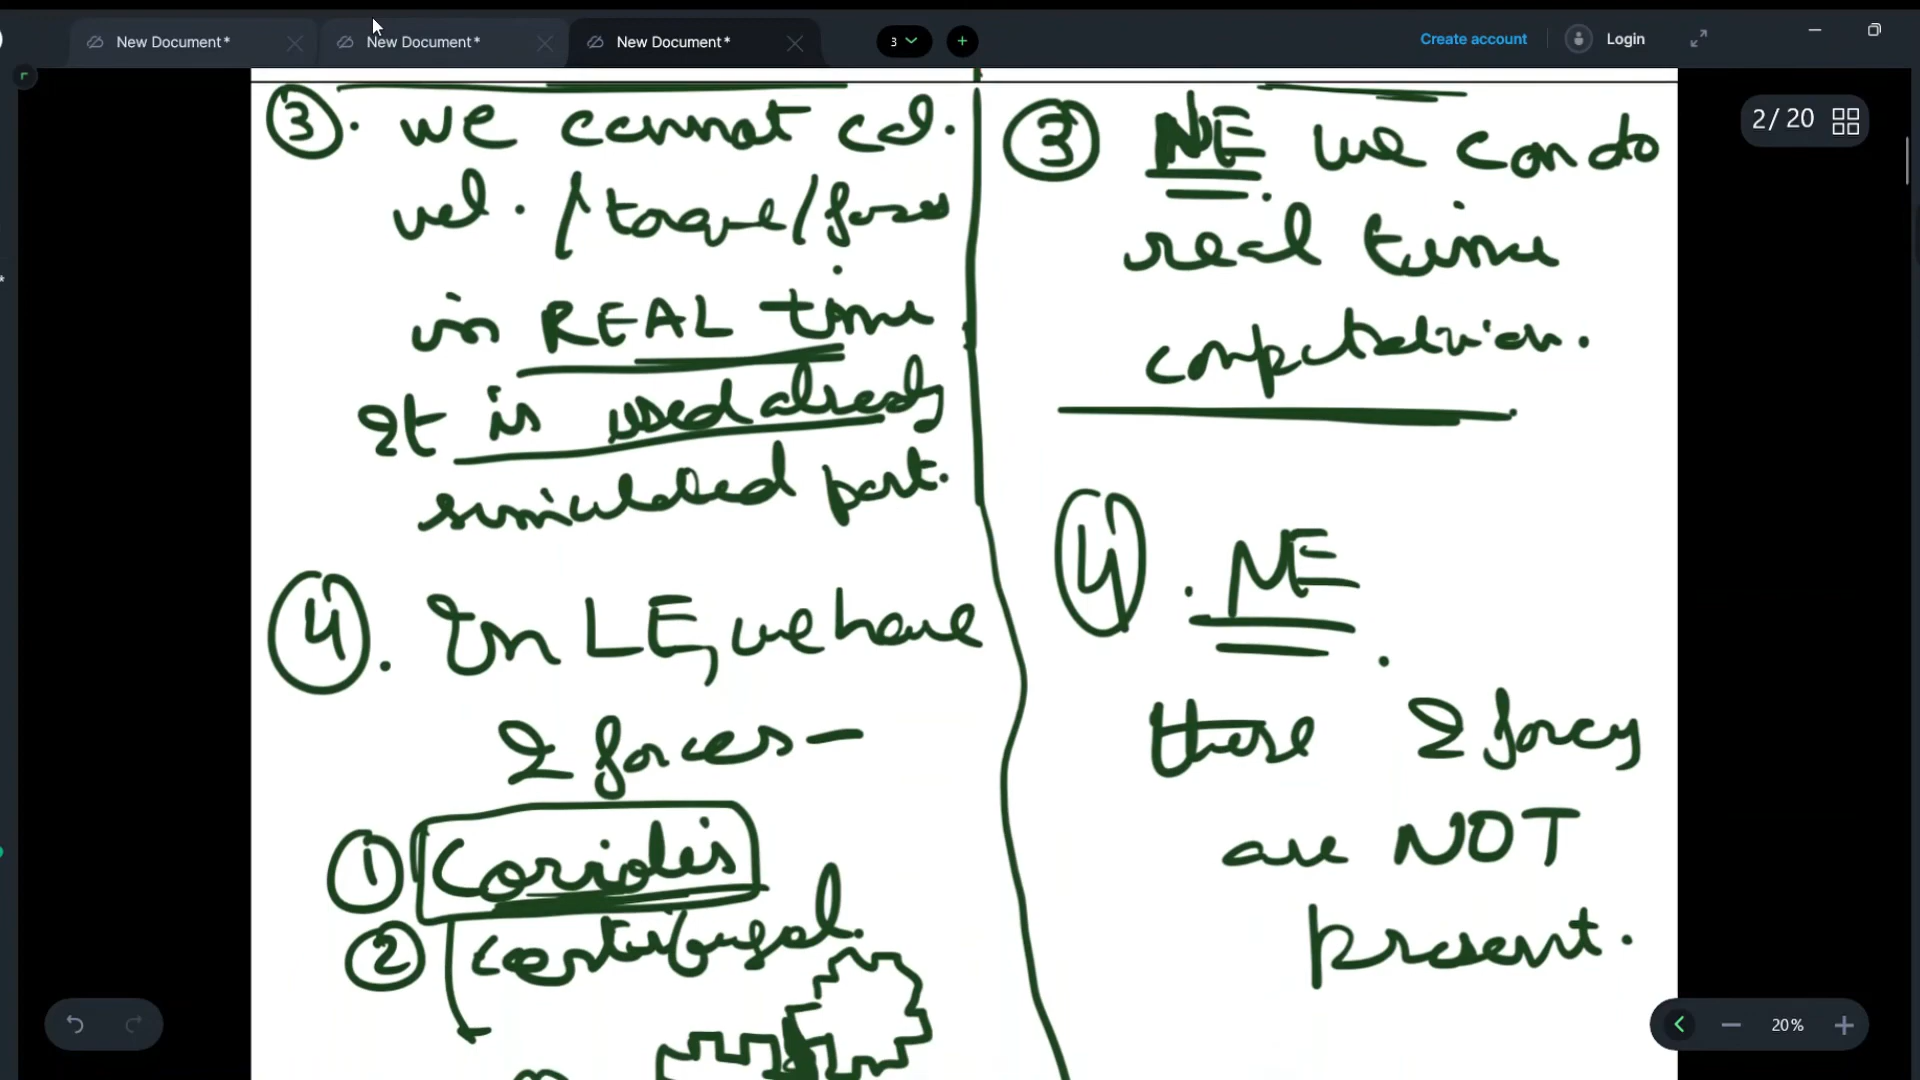 New Document*
New Document*
New Document*
3
Create account
Login
2/ 20
3. we cannot cal.
vel. / torque/forces
in REAL time
It is used already
simulated part.
4. In LE, we have
2 forces-
1 Coriolis
2 centrifugal.
3 NE we can do
real time
computation.
4. NE
these 2 forces
are NOT
present.
20%